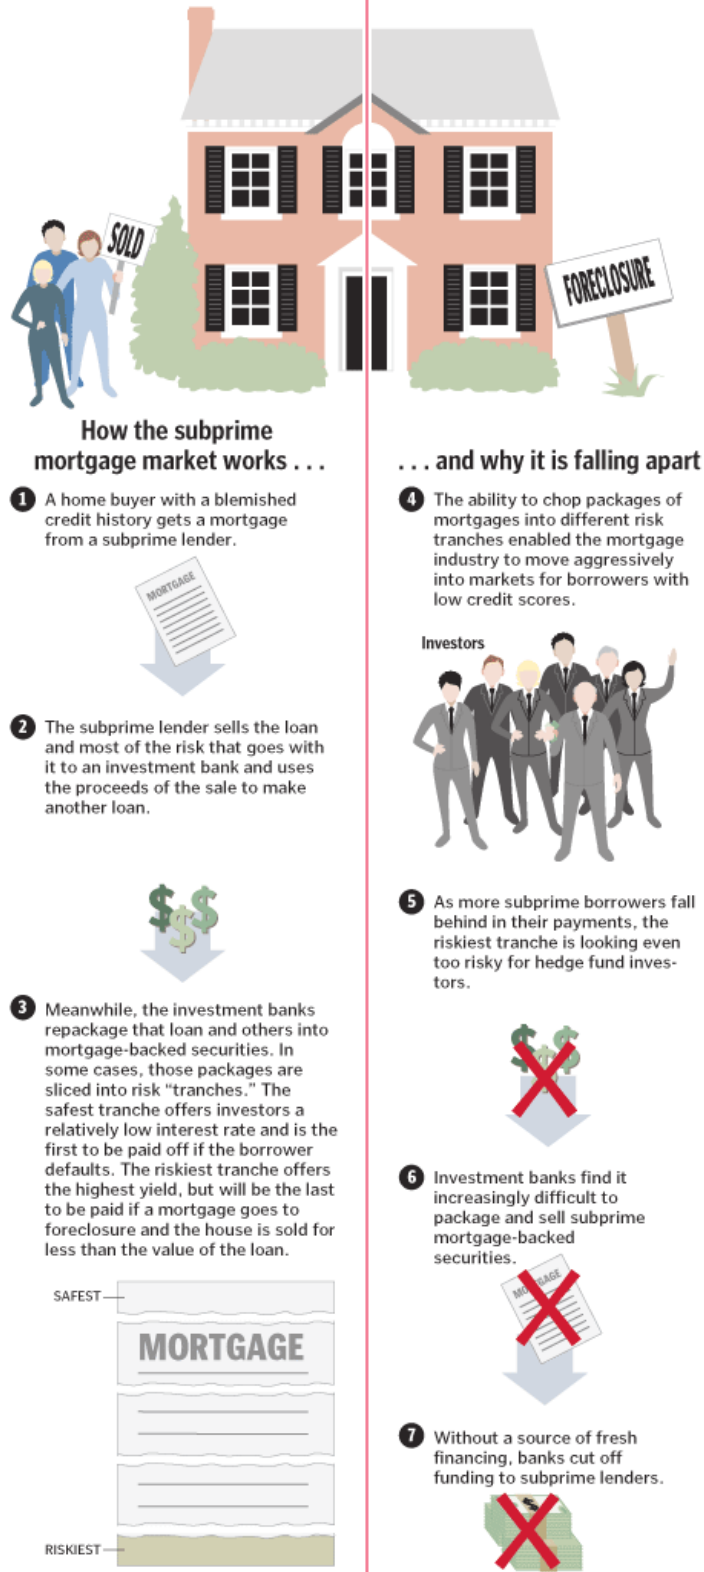 SOLD
FORECLOSURE
How the subprime
mortgage market works . . .
1 A home buyer with a blemished
credit history gets a mortgage
from a subprime lender.
MORTGAGE
2 The subprime lender sells the loan
and most of the risk that goes with
it to an investment bank and uses
the proceeds of the sale to make
another loan.
$ $ $
3 Meanwhile, the investment banks
repackage that loan and others into
mortgage-backed securities. In
some cases, those packages are
sliced into risk “tranches.” The
safest tranche offers investors a
relatively low interest rate and is the
first to be paid off if the borrower
defaults. The riskiest tranche offers
the highest yield, but will be the last
to be paid if a mortgage goes to
foreclosure and the house is sold for
less than the value of the loan.
SAFEST
MORTGAGE
RISKIEST
. . . and why it is falling apart
4 The ability to chop packages of
mortgages into different risk
tranches enabled the mortgage
industry to move aggressively
into markets for borrowers with
low credit scores.
Investors
5 As more subprime borrowers fall
behind in their payments, the
riskiest tranche is looking even
too risky for hedge fund inves-
tors.
$ $ $
6 Investment banks find it
increasingly difficult to
package and sell subprime
mortgage-backed
securities.
MORTGAGE
7 Without a source of fresh
financing, banks cut off
funding to subprime lenders.
$